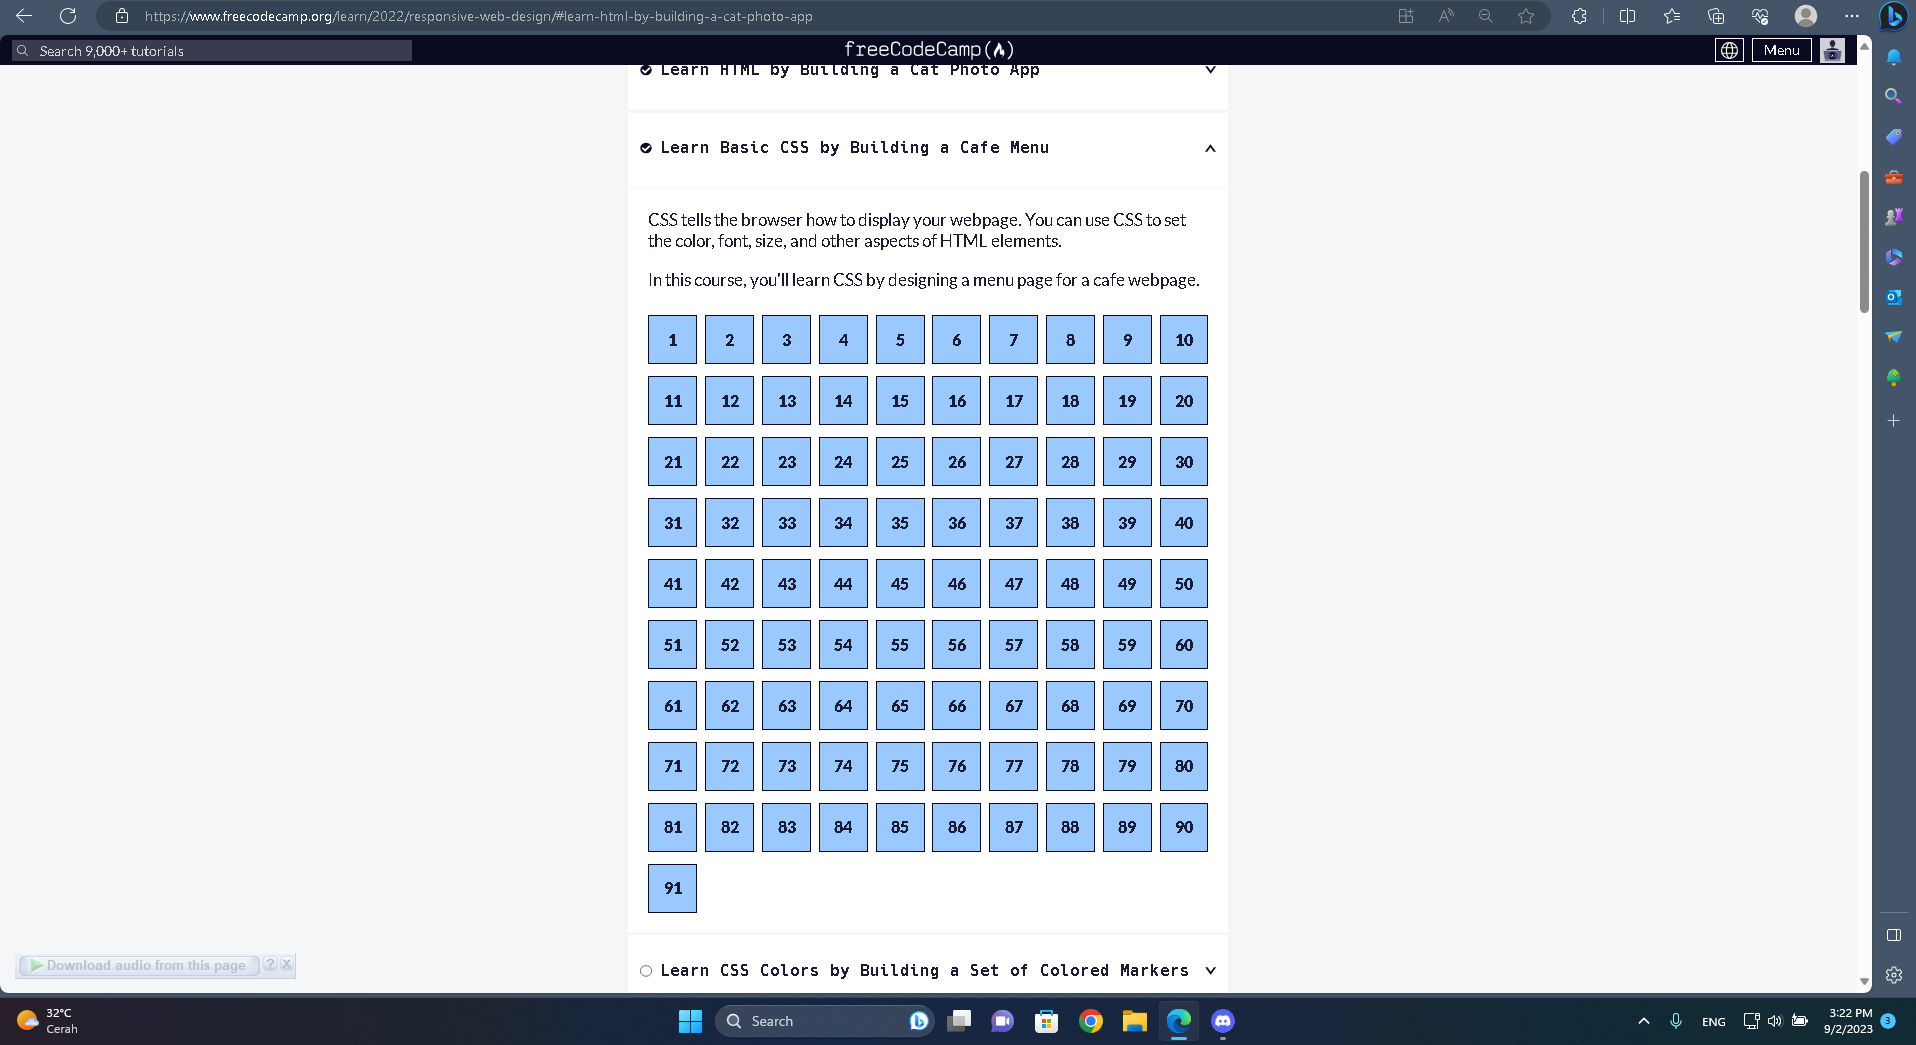 https://www.freecodecamp.org/learn/2022/responsive-web-design/#learn-html-by-building-a-cat-photo-app
Search 9,000+ tutorials
freeCodeCamp
Menu
Learn HTML by Building a Cat Photo App
Learn Basic CSS by Building a Cafe Menu
CSS tells the browser how to display your webpage. You can use CSS to set
the color, font, size, and other aspects of HTML elements.
In this course, you'll learn CSS by designing a menu page for a cafe webpage.
1 2 3 4 5 6 7 8 9 10
11 12 13 14 15 16 17 18 19 20
21 22 23 24 25 26 27 28 29 30
31 32 33 34 35 36 37 38 39 40
41 42 43 44 45 46 47 48 49 50
51 52 53 54 55 56 57 58 59 60
61 62 63 64 65 66 67 68 69 70
71 72 73 74 75 76 77 78 79 80
81 82 83 84 85 86 87 88 89 90
91
Download audio from this page ? X
Learn CSS Colors by Building a Set of Colored Markers
32°C
Cerah
Search
ENG
3:22 PM
9/2/2023
3